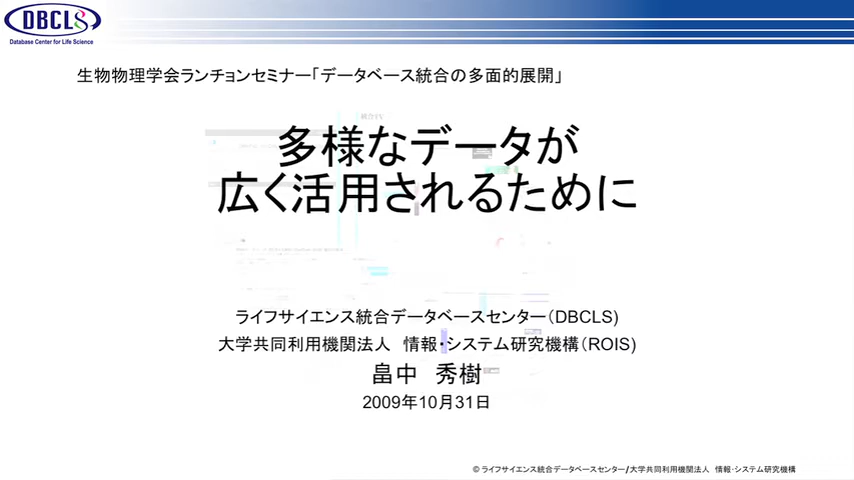 DBCLS
Database Center for Life Science
生物物理学会ランチョンセミナー「データベース統合の多面的展開」
多様なデータが
広く活用されるために
ライフサイエンス統合データベースセンター(DBCLS)
大学共同利用機関法人　情報・システム研究機構(ROIS)
畠中　秀樹
2009年10月31日
© ライフサイエンス統合データベースセンター/大学共同利用機関法人　情報・システム研究機構